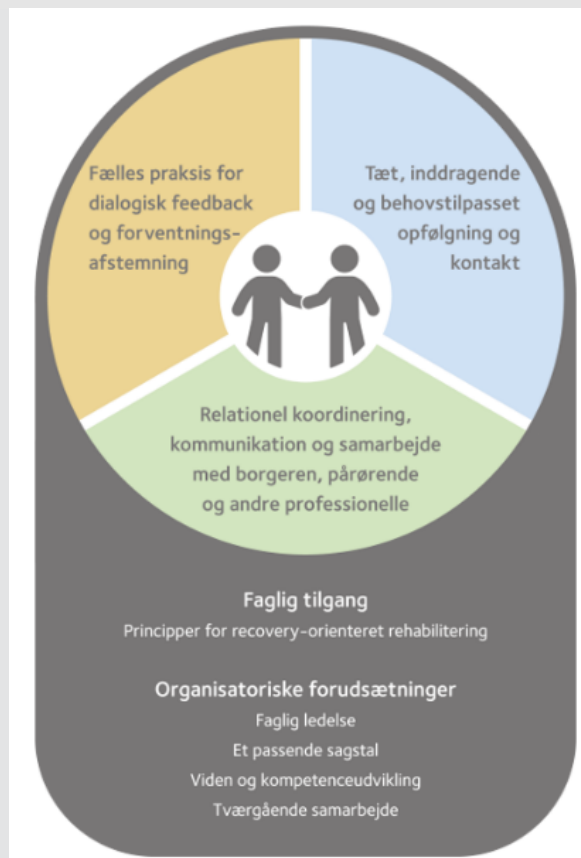 Fælles praksis for
dialogisk feedback
og forventnings-
afstemning
Tæt, inddragende
og behovstilpasset
opfølgning og
kontakt
Relationel koordinering,
kommunikation og samarbejde
med borgeren, pårørende
og andre professionelle
Faglig tilgang
Principper for recovery-orienteret rehabilitering
Organisatoriske forudsætninger
Faglig ledelse
Et passende sagstal
Viden og kompetenceudvikling
Tværgående samarbejde